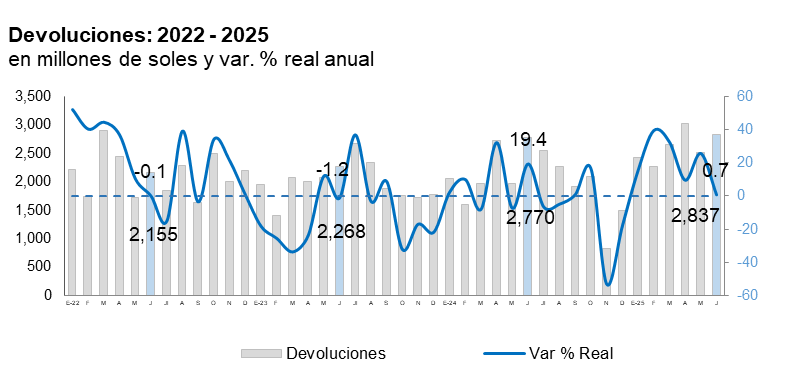 Devoluciones: 2022 - 2025
en millones de soles y var. % real anual
3,500 60
3,000 40
2,500 20
2,000 0
1,500 -20
1,000 -40
500
0 -60
-0.1 -1.2 19.4 0.7
2,155 2,268 2,770 2,837
E-22 F M A M J J A S O N D E-23 F M A M J J A S O N D E-24 F M A M J J A S O N D E-25 F M A M J
Devoluciones Var % Real